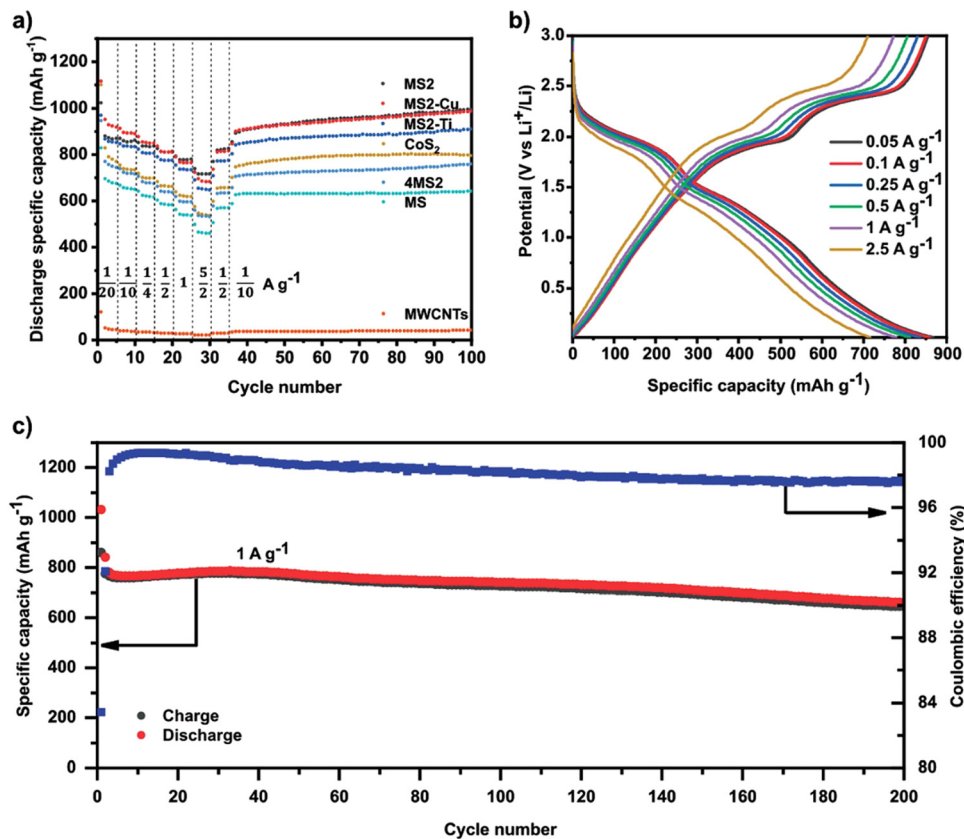 a)
Discharge specific capacity (mAh g⁻¹)
1200
1000
800
600
400
200
0
MS2
MS2-Cu
MS2-Ti
CoS₂
4MS2
MS
1/20 1/10 1/4 1/2 1 5/2 1/2 1/10 A g⁻¹
MWCNTs
0 10 20 30 40 50 60 70 80 90 100
Cycle number
b)
Potential (V vs Li⁺/Li)
3.0
2.5
2.0
1.5
1.0
0.5
0.05 A g⁻¹
0.1 A g⁻¹
0.25 A g⁻¹
0.5 A g⁻¹
1 A g⁻¹
2.5 A g⁻¹
0 100 200 300 400 500 600 700 800 900
Specific capacity (mAh g⁻¹)
c)
Specific capacity (mAh g⁻¹)
1200
1000
800
600
400
200
0
1 A g⁻¹
Charge
Discharge
100
96
92
88
84
80
Coulombic efficiency (%)
0 20 40 60 80 100 120 140 160 180 200
Cycle number